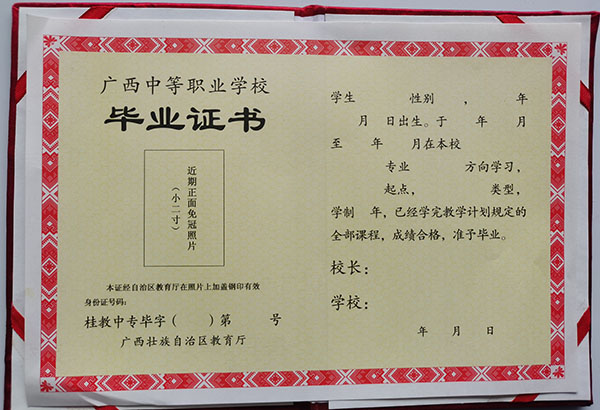 广西中等职业学校
毕业证书
近期正面免冠照片
（小二寸）
本证经自治区教育厅在照片上加盖钢印有效
身份证号码：
桂教中专毕字（ ）第 号
广西壮族自治区教育厅
学生 性别 ， 年
月 日出生。于 年 月
至 年 月在本校
专业 方向学习，
起点， 类型，
学制 年，已经学完教学计划规定的
全部课程，成绩合格，准予毕业。
校长：
学校：
年 月 日